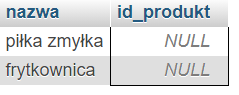 nazwa id_produkt
piłka zmyłka NULL
frytkownica NULL